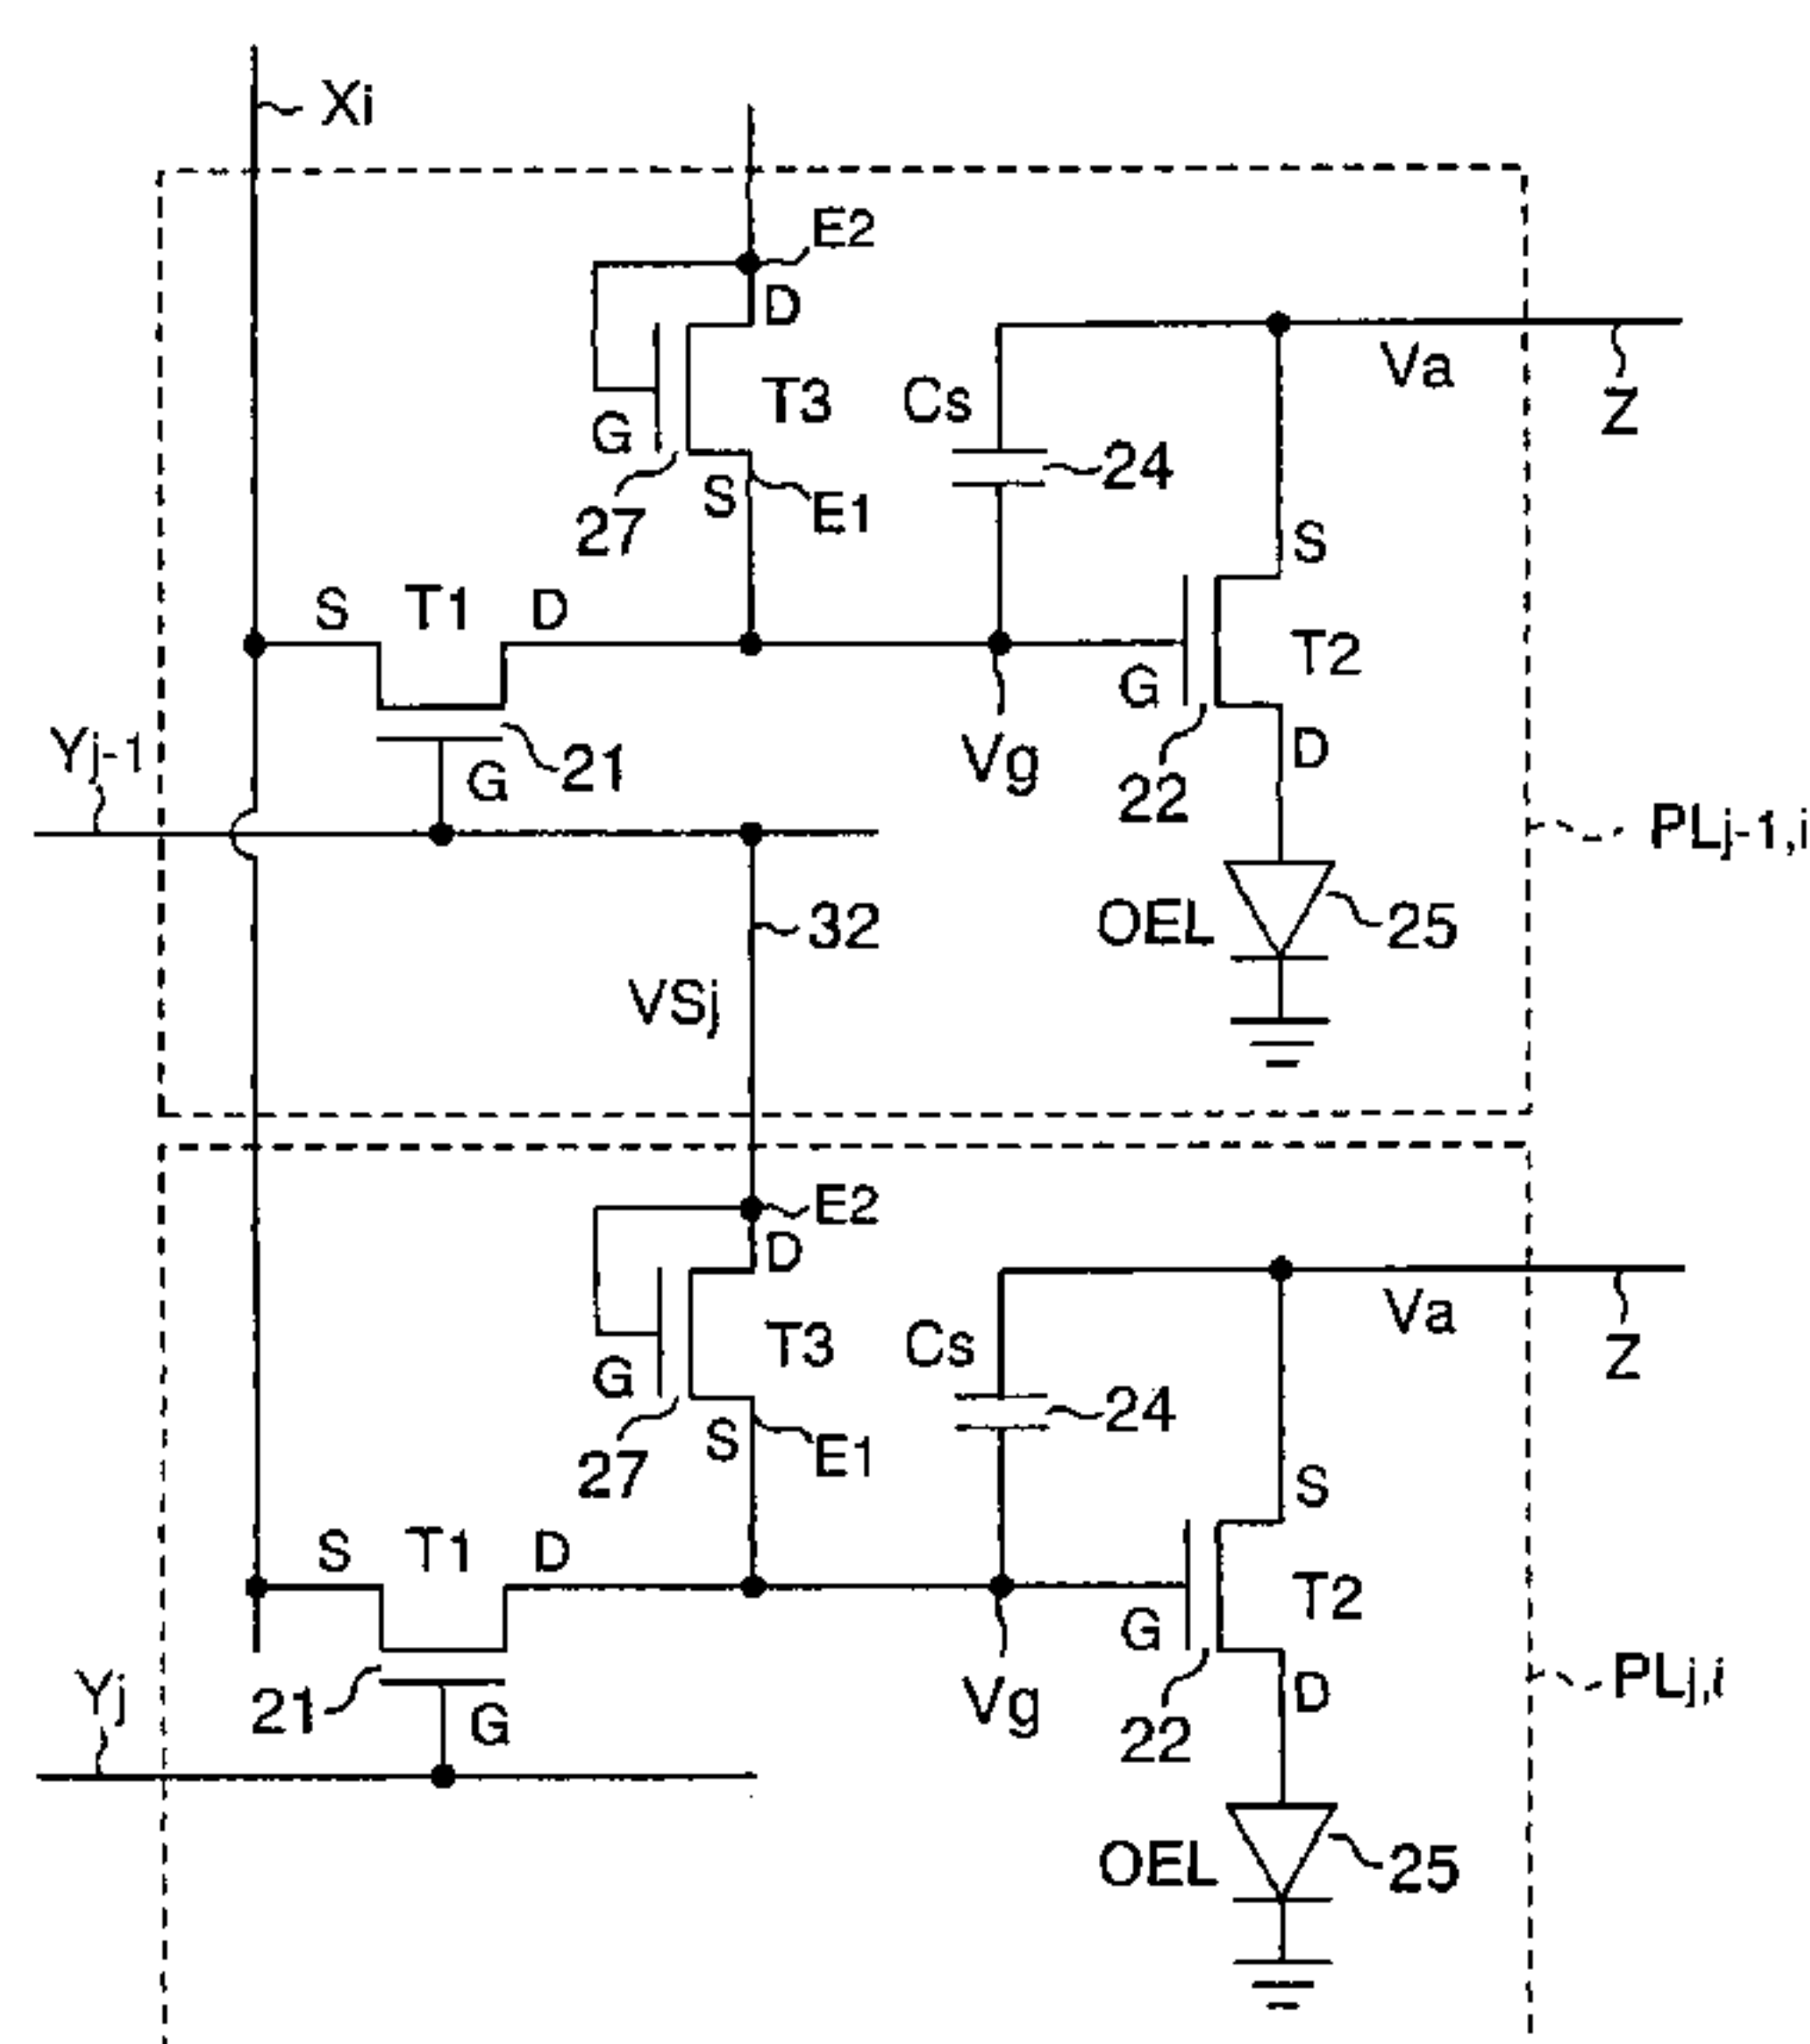 Xi
E2
D
Va
Z
T3
Cs
G
24
S
E1
27
S
S
T1
D
T2
G
Yj-1
21
G
Vg
22
D
PLj-1,i
32
OEL
25
VSj
E2
D
Va
Z
T3
Cs
G
24
S
E1
27
S
S
T1
D
T2
G
Yj
21
G
Vg
22
D
PLj,i
OEL
25